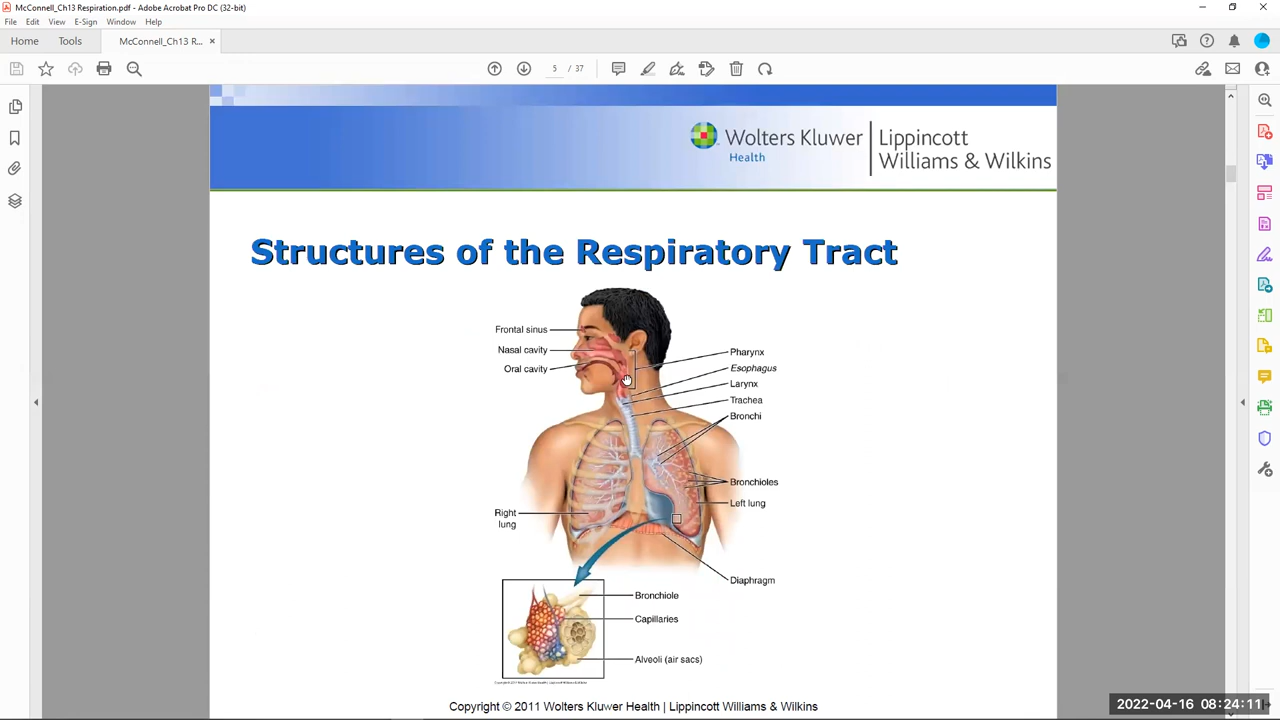 McConnell_Ch13 Respiration.pdf - Adobe Acrobat Pro DC (32-bit)
File Edit View E-Sign Window Help
Home Tools McConnell_Ch13 R... ×
5 / 37
Wolters Kluwer
Health
Lippincott
Williams & Wilkins
Structures of the Respiratory Tract
Frontal sinus
Nasal cavity
Oral cavity
Pharynx
Esophagus
Larynx
Trachea
Bronchi
Bronchioles
Left lung
Right
lung
Diaphragm
Bronchiole
Capillaries
Alveoli (air sacs)
Copyright © 2011 Wolters Kluwer Health | Lippincott Williams & Wilkins
2022-04-16 08:24:11